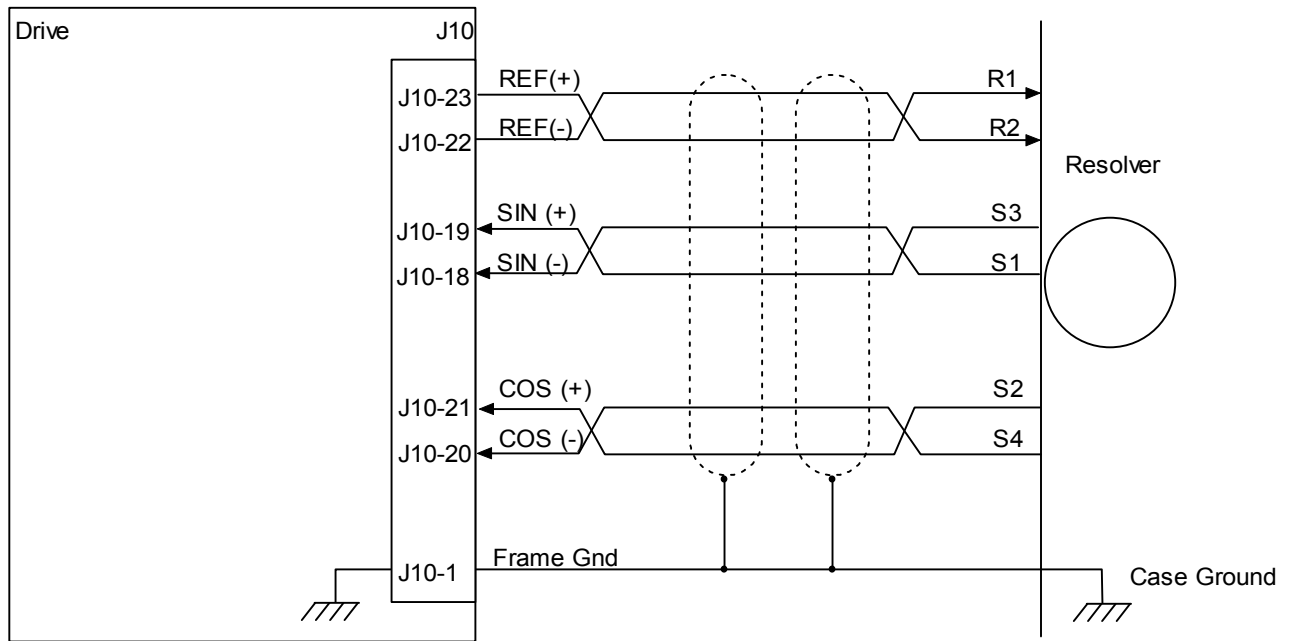 Drive
J10
J10-23
REF(+)
R1
J10-22
REF(-)
R2
Resolver
J10-19
SIN (+)
S3
J10-18
SIN (-)
S1
J10-21
COS (+)
S2
J10-20
COS (-)
S4
J10-1
Frame Gnd
Case Ground